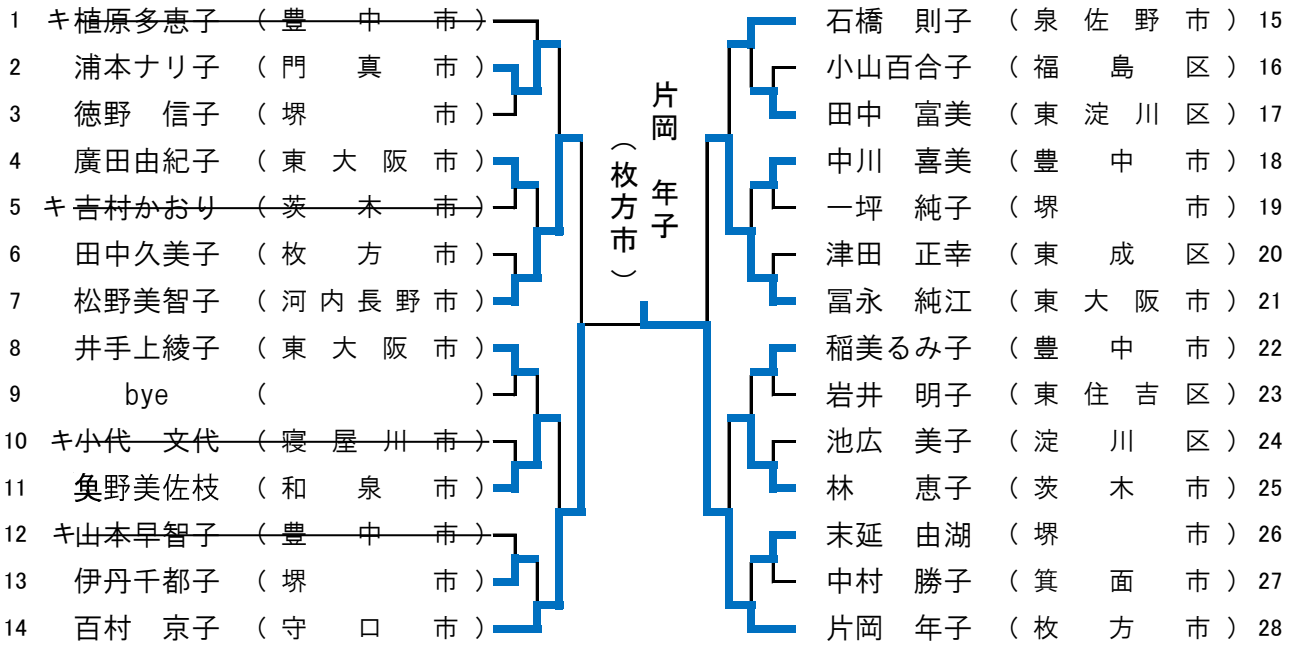 1 キ植原多恵子 (豊中市)
2 浦本ナリ子 (門真市)
3 徳野 信子 (堺市)
4 廣田由紀子 (東大阪市)
5 キ吉村かおり (茨木市)
6 田中久美子 (枚方市)
7 松野美智子 (河内長野市)
8 井手上綾子 (東大阪市)
9 bye ( )
10 キ小代 文代 (寝屋川市)
11 奥野美佐枝 (和泉市)
12 キ山本早智子 (豊中市)
13 伊丹千都子 (堺市)
14 百村 京子 (守口市)
片岡 年子
(枚方市)
石橋 則子 (泉佐野市) 15
小山百合子 (福島区) 16
田中 富美 (東淀川区) 17
中川 喜美 (豊中市) 18
一坪 純子 (堺市) 19
津田 正幸 (東成区) 20
冨永 純江 (東大阪市) 21
稲美るみ子 (豊中市) 22
岩井 明子 (東住吉区) 23
池広 美子 (淀川区) 24
林 恵子 (茨木市) 25
末延 由湖 (堺市) 26
中村 勝子 (箕面市) 27
片岡 年子 (枚方市) 28